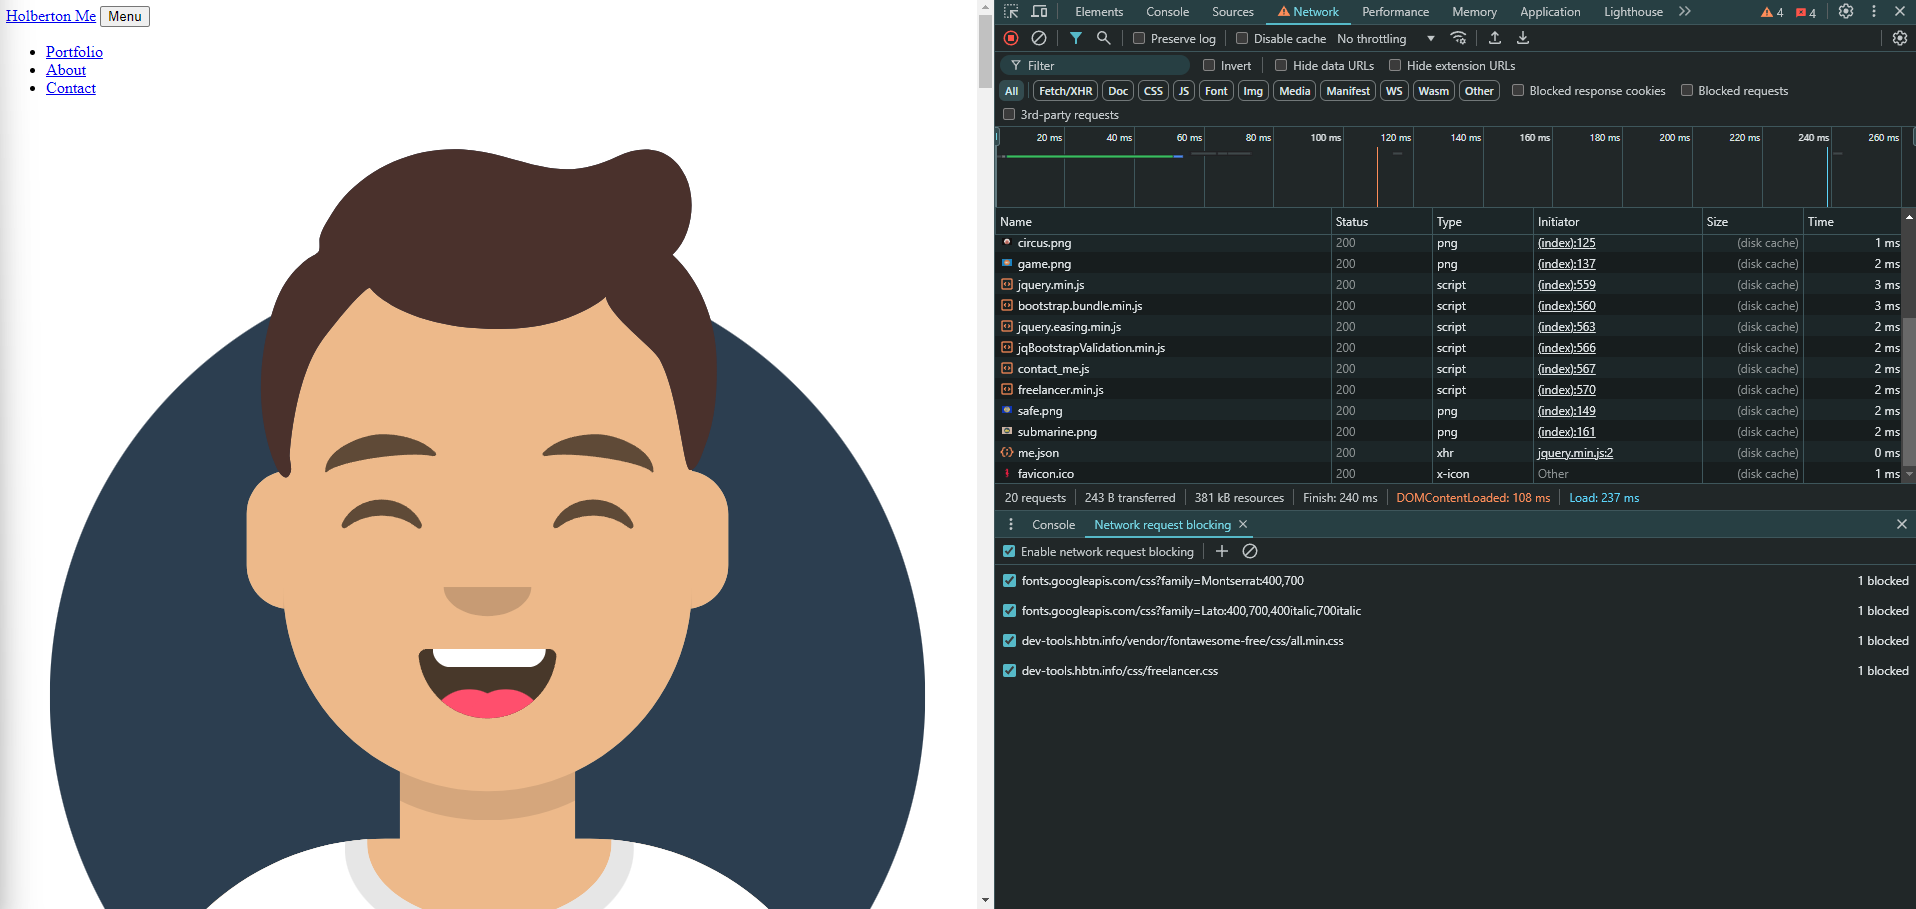 Holberton Me Menu
Portfolio
About
Contact
Elements Console Sources Network Performance Memory Application Lighthouse 4 4
Preserve log Disable cache No throttling
Filter Invert Hide data URLs Hide extension URLs
All Fetch/XHR Doc CSS JS Font Img Media Manifest WS Wasm Other Blocked response cookies Blocked requests
3rd-party requests
20 ms 40 ms 60 ms 80 ms 100 ms 120 ms 140 ms 160 ms 180 ms 200 ms 220 ms 240 ms 260 ms
Name Status Type Initiator Size Time
circus.png 200 png (index):125 (disk cache) 1 ms
game.png 200 png (index):137 (disk cache) 2 ms
jquery.min.js 200 script (index):559 (disk cache) 3 ms
bootstrap.bundle.min.js 200 script (index):560 (disk cache) 3 ms
jquery.easing.min.js 200 script (index):563 (disk cache) 2 ms
jqBootstrapValidation.min.js 200 script (index):566 (disk cache) 2 ms
contact_me.js 200 script (index):567 (disk cache) 2 ms
freelancer.min.js 200 script (index):570 (disk cache) 2 ms
safe.png 200 png (index):149 (disk cache) 2 ms
submarine.png 200 png (index):161 (disk cache) 2 ms
me.json 200 xhr jquery.min.js:2 (disk cache) 0 ms
favicon.ico 200 x-icon Other (disk cache) 1 ms
20 requests 243 B transferred 381 kB resources Finish: 240 ms DOMContentLoaded: 108 ms Load: 237 ms
Console Network request blocking
Enable network request blocking
fonts.googleapis.com/css?family=Montserrat:400,700 1 blocked
fonts.googleapis.com/css?family=Lato:400,700,400italic,700italic 1 blocked
dev-tools.hbtn.info/vendor/fontawesome-free/css/all.min.css 1 blocked
dev-tools.hbtn.info/css/freelancer.css 1 blocked